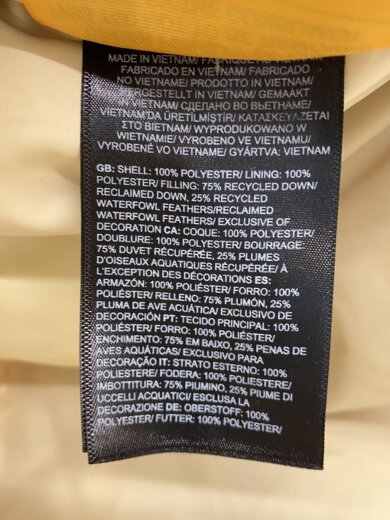 MADE IN VIETNAM/ FABRIQUÉ AU VIETNAM/
FABRICADO EN VIETNAM/ FABRICADO
NO VIETNAME/ PRODOTTO IN VIETNAM/
HERGESTELLT IN VIETNAM/ GEMAAKT
IN VIETNAM/ СДЕЛАНО ВО ВЬЕТНАМЕ/
VIETNAM'DA ÜRETİLMİŞTİR/ ΚΑΤΑΣΚΕΥΑΖΕΤΑΙ
ΣΤΟ ΒΙΕΤΝΑΜ/ WYPRODUKOWANO W
WIETNAMIE/ VYROBENO VE VIETNAMU/
VYROBENÉ VO VIETNAME/ GYÁRTVA: VIETNAM
GB: SHELL: 100% POLYESTER/ LINING: 100%
POLYESTER/ FILLING: 75% RECYCLED DOWN/
RECLAIMED DOWN, 25% RECYCLED
WATERFOWL FEATHERS/RECLAIMED
WATERFOWL FEATHERS/ EXCLUSIVE OF
DECORATION CA: COQUE: 100% POLYESTER/
DOUBLURE: 100% POLYESTER/ BOURRAGE:
75% DUVET RÉCUPÉRÉE, 25% PLUMES
D'OISEAUX AQUATIQUES RÉCUPÉRÉE/ À
L'EXCEPTION DES DÉCORATIONS ES:
ARMAZÓN: 100% POLIÉSTER/ FORRO: 100%
POLIÉSTER/ RELLENO: 75% PLUMÓN, 25%
PLUMA DE AVE ACUÁTICA/ EXCLUSIVO DE
DECORACIÓN PT: TECIDO PRINCIPAL: 100%
POLIÉSTER/ FORRO: 100% POLIÉSTER/
ENCHIMENTO: 75% EM BAIXO, 25% PENAS DE
AVES AQUÁTICAS/ EXCLUSIVO PARA
DECORAÇÃO IT: STRATO ESTERNO: 100%
POLIESTERE/ FODERA: 100% POLIESTERE/
IMBOTTITURA: 75% PIUMINO, 25% PIUME DI
UCCELLI ACQUATICI/ ESCLUSA LA
DECORAZIONE DE: OBERSTOFF: 100%
POLYESTER/ FUTTER: 100% POLYESTER/